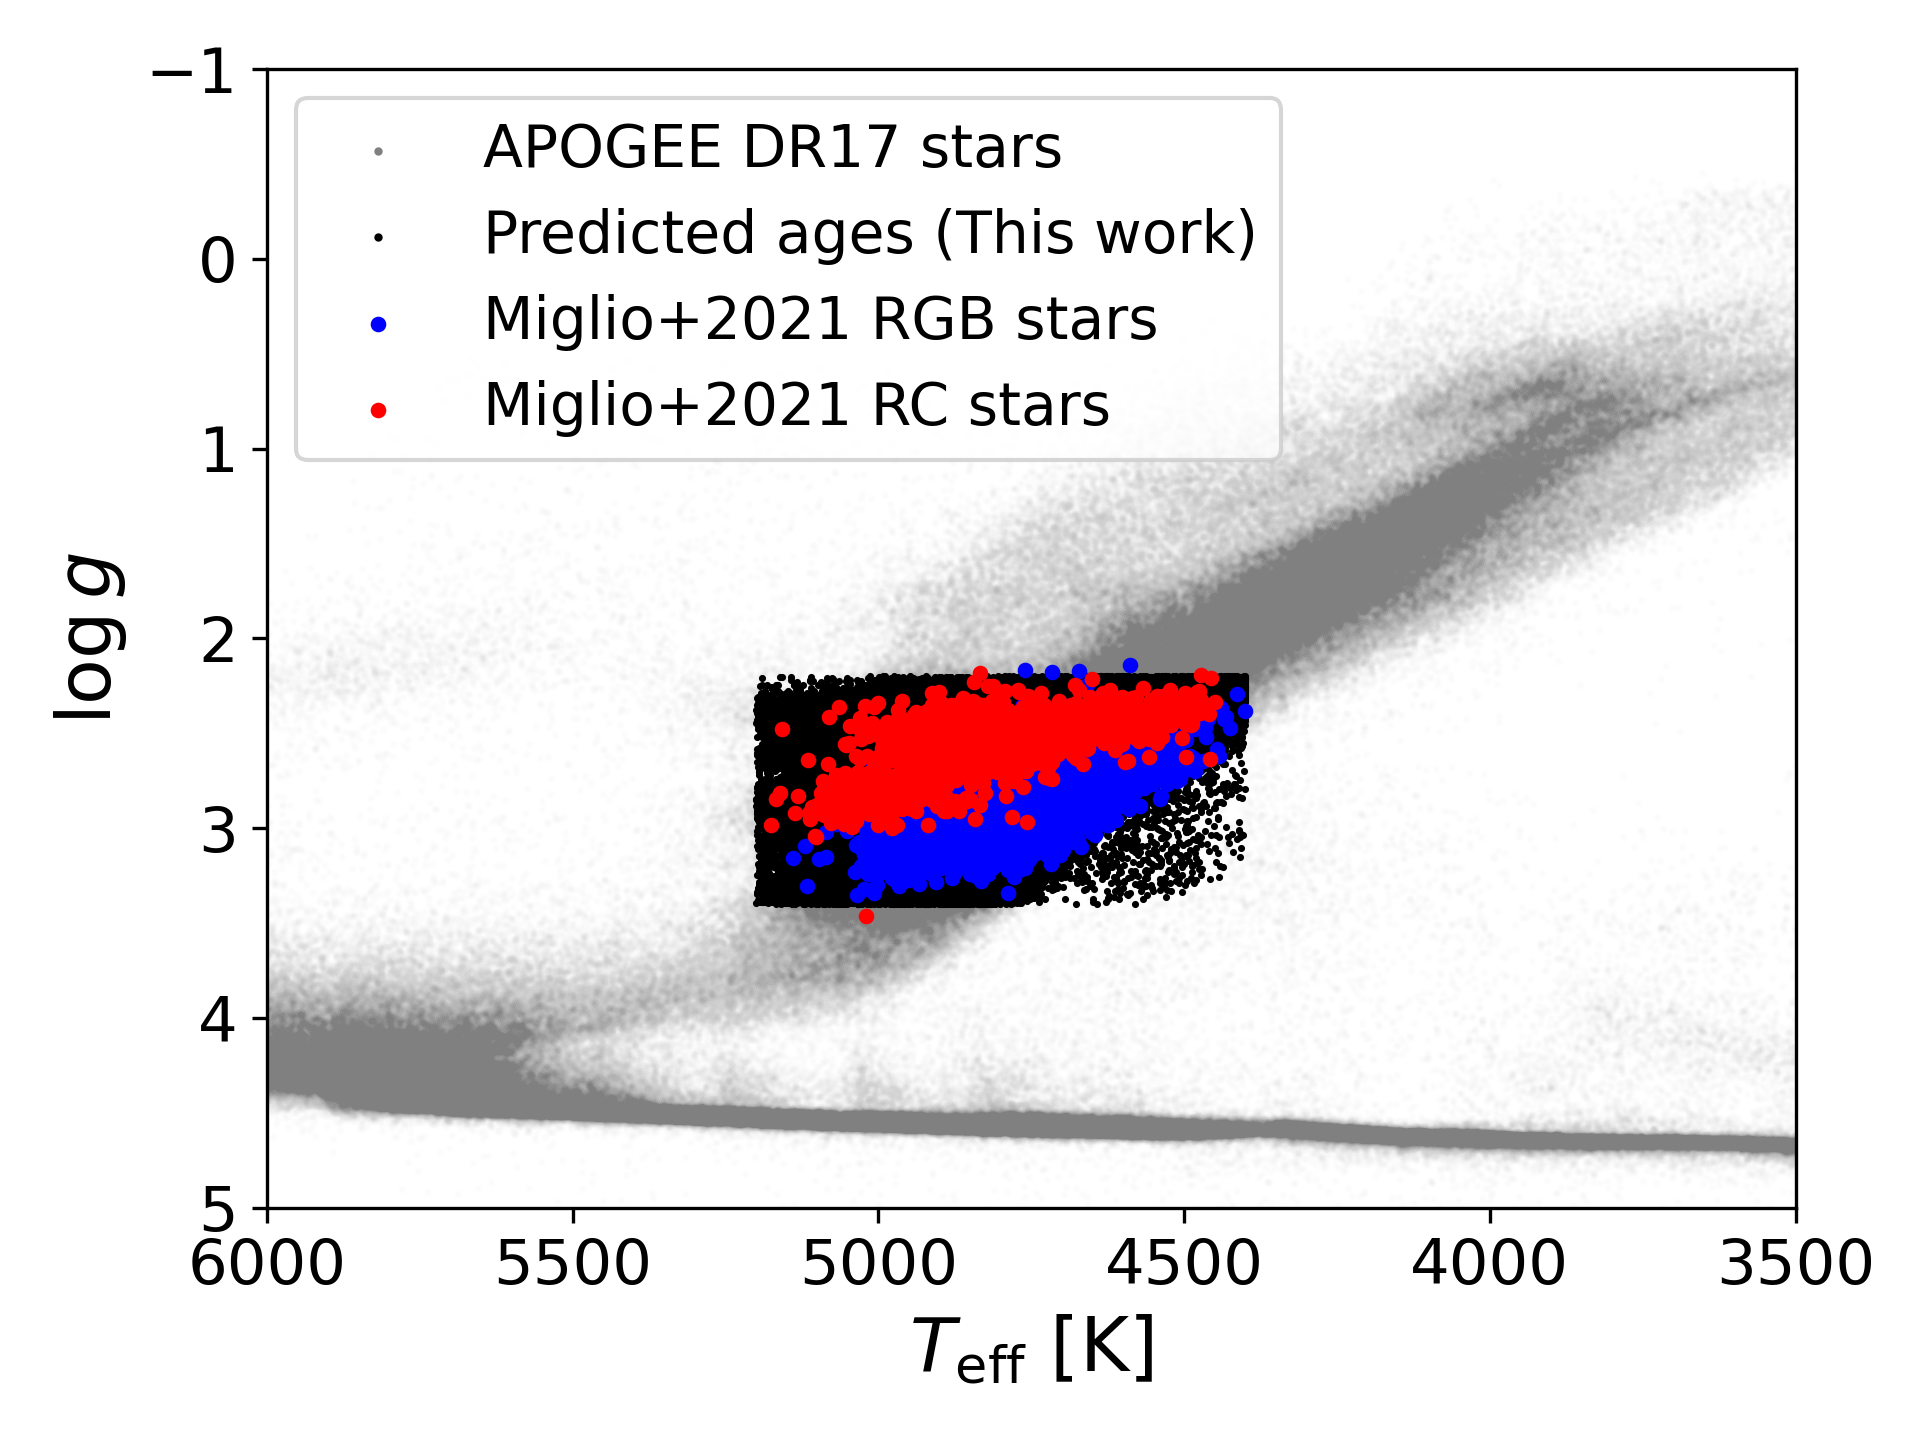 APOGEE DR17 stars
Predicted ages (This work)
Miglio+2021 RGB stars
Miglio+2021 RC stars
−1
0
1
2
3
4
5
log g
6000 5500 5000 4500 4000 3500
T_eff [K]